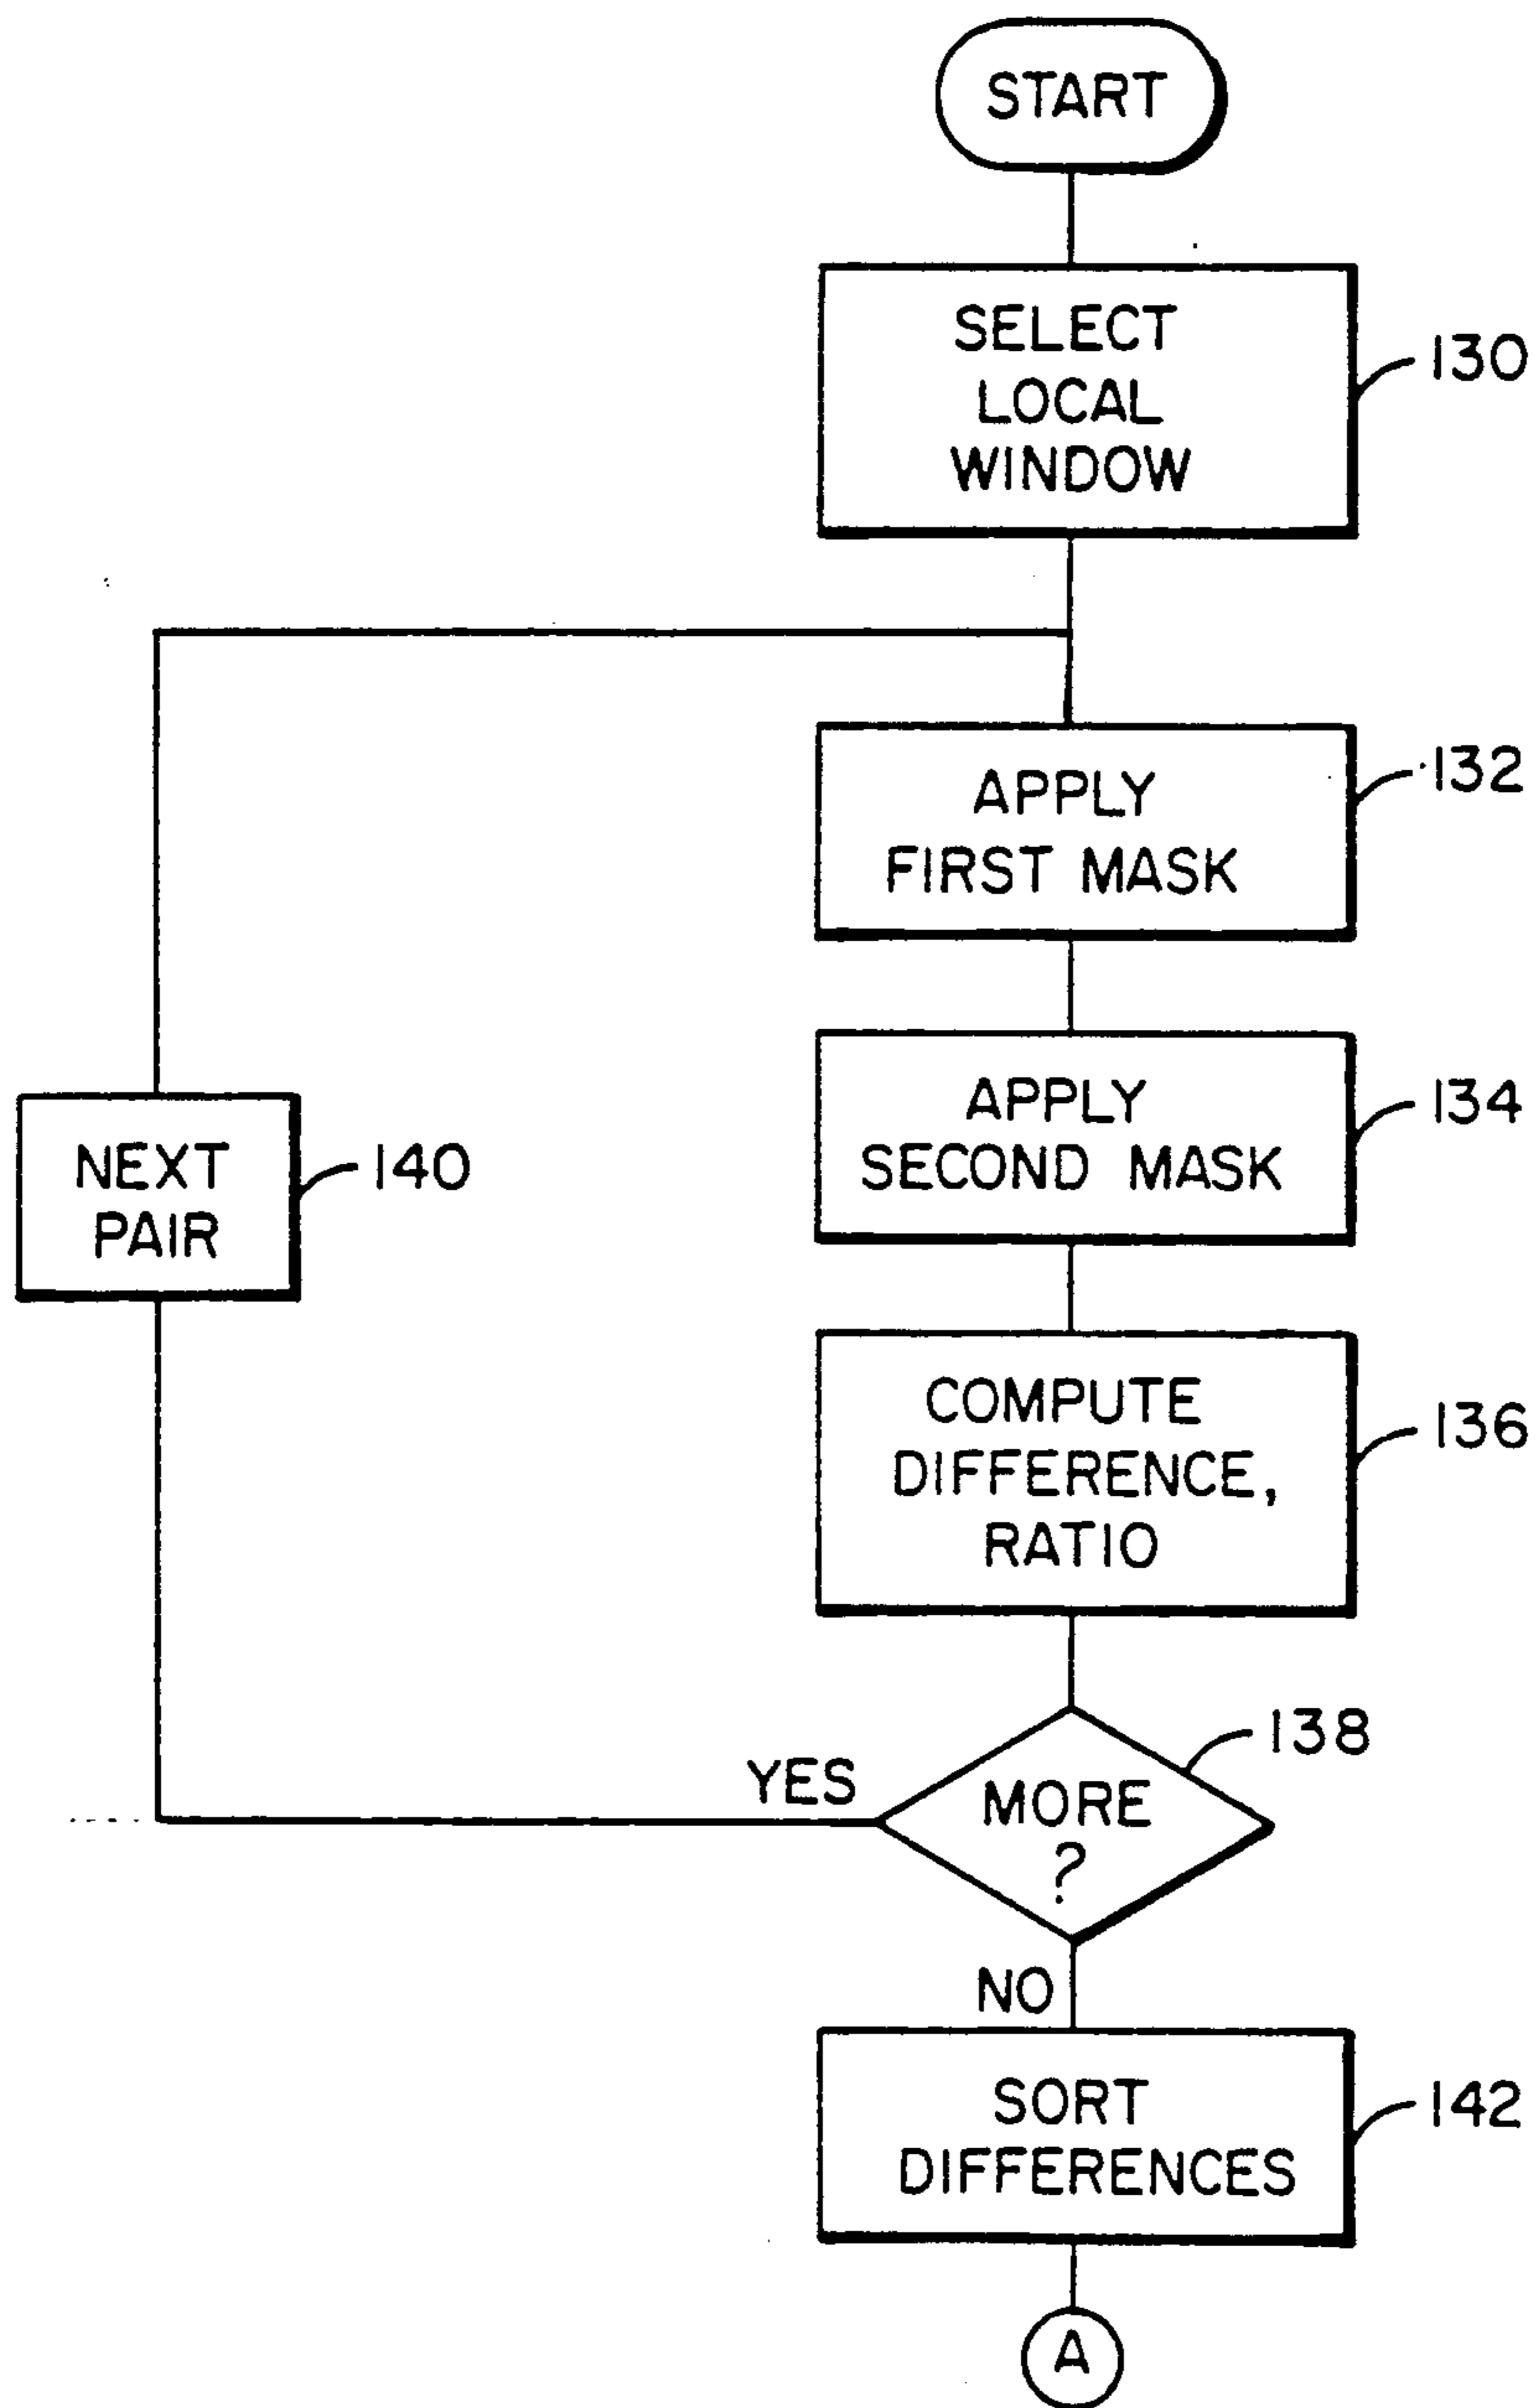 START
SELECT
LOCAL
WINDOW
130
APPLY
FIRST MASK
132
APPLY
SECOND MASK
134
NEXT
PAIR
140
COMPUTE
DIFFERENCE,
RATIO
136
138
YES
MORE
?
NO
SORT
DIFFERENCES
142
A